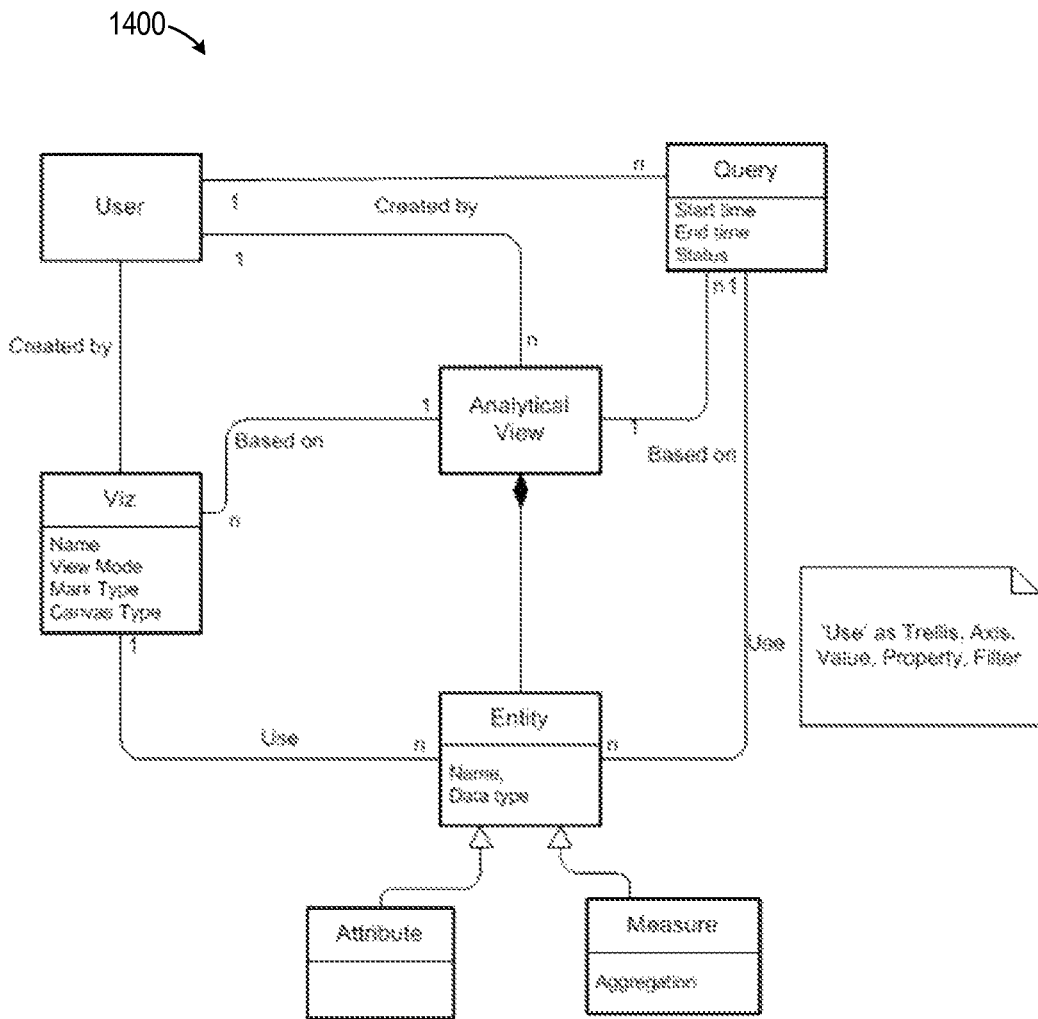 1400
User
n
Query
1
Created by
Start time
End time
Status
1
n 1
Created by
n
1
Analytical
View
1
Based on
Based on
Viz
n
Name
View Mode
Mark Type
Canvas Type
1
Use
'Use' as Trellis, Axis,
Value, Property, Filter
Entity
Use
n
n
Name,
Data type
Attribute
Measure
Aggregation